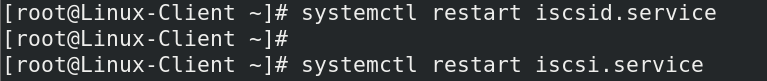 [root@Linux-Client ~]# systemctl restart iscsid.service
[root@Linux-Client ~]#
[root@Linux-Client ~]# systemctl restart iscsi.service